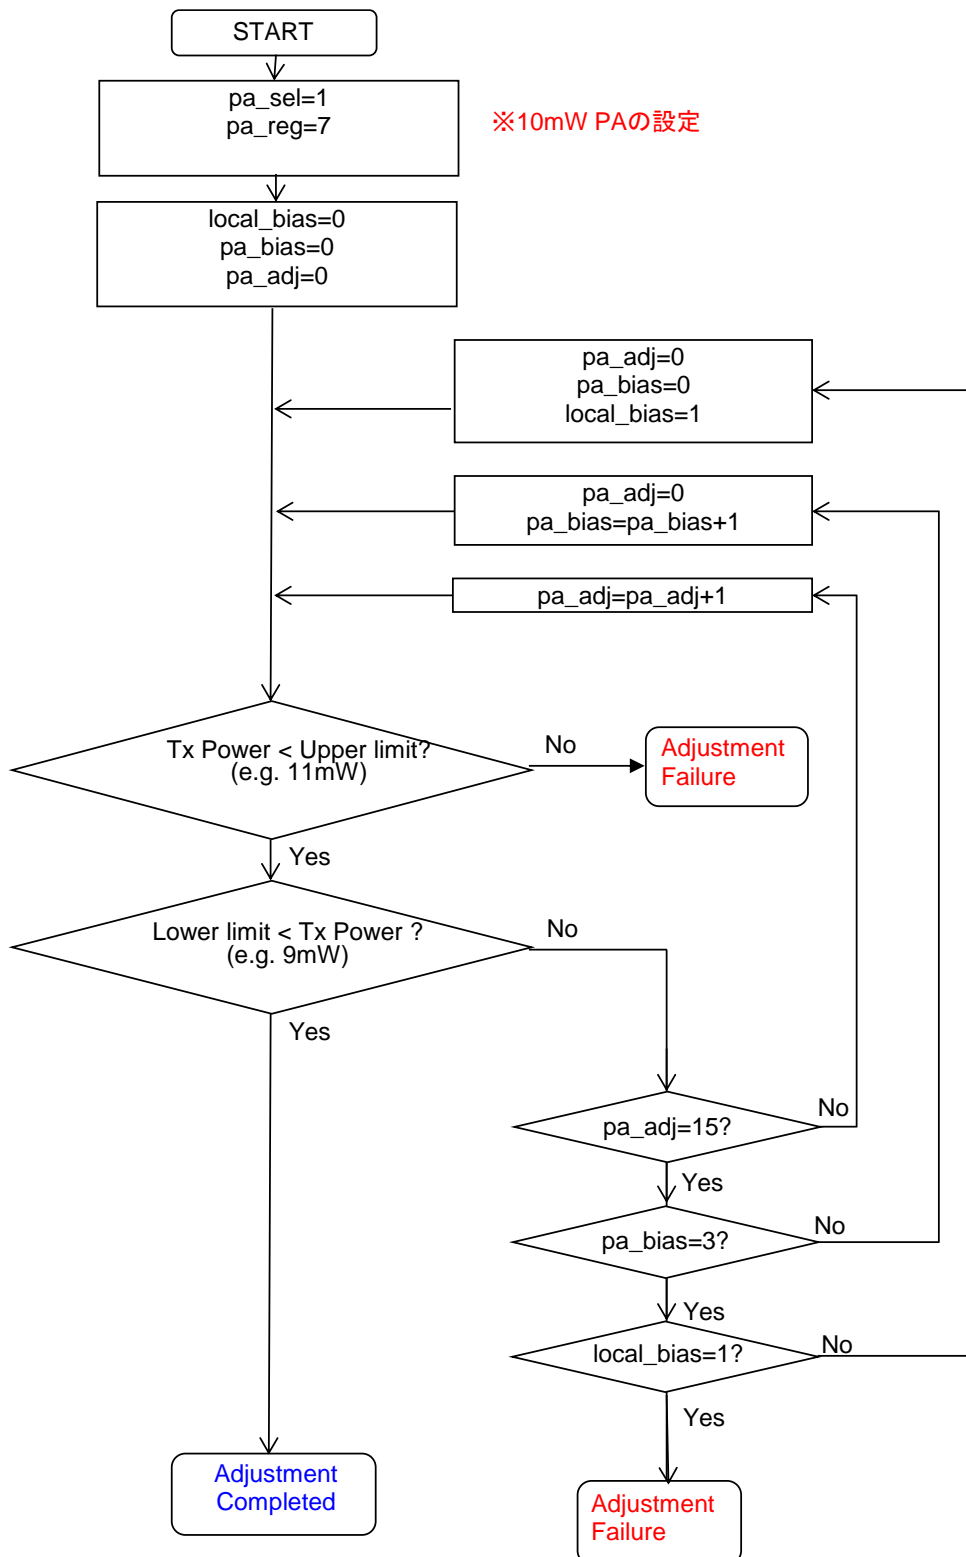 START
pa_sel=1
pa_reg=7
※10mW PAの設定
local_bias=0
pa_bias=0
pa_adj=0
pa_adj=0
pa_bias=0
local_bias=1
pa_adj=0
pa_bias=pa_bias+1
pa_adj=pa_adj+1
Tx Power < Upper limit?
(e.g. 11mW)
No
Adjustment
Failure
Yes
Lower limit < Tx Power ?
(e.g. 9mW)
No
Yes
pa_adj=15?
No
Yes
pa_bias=3?
No
Yes
local_bias=1?
No
Yes
Adjustment
Completed
Adjustment
Failure